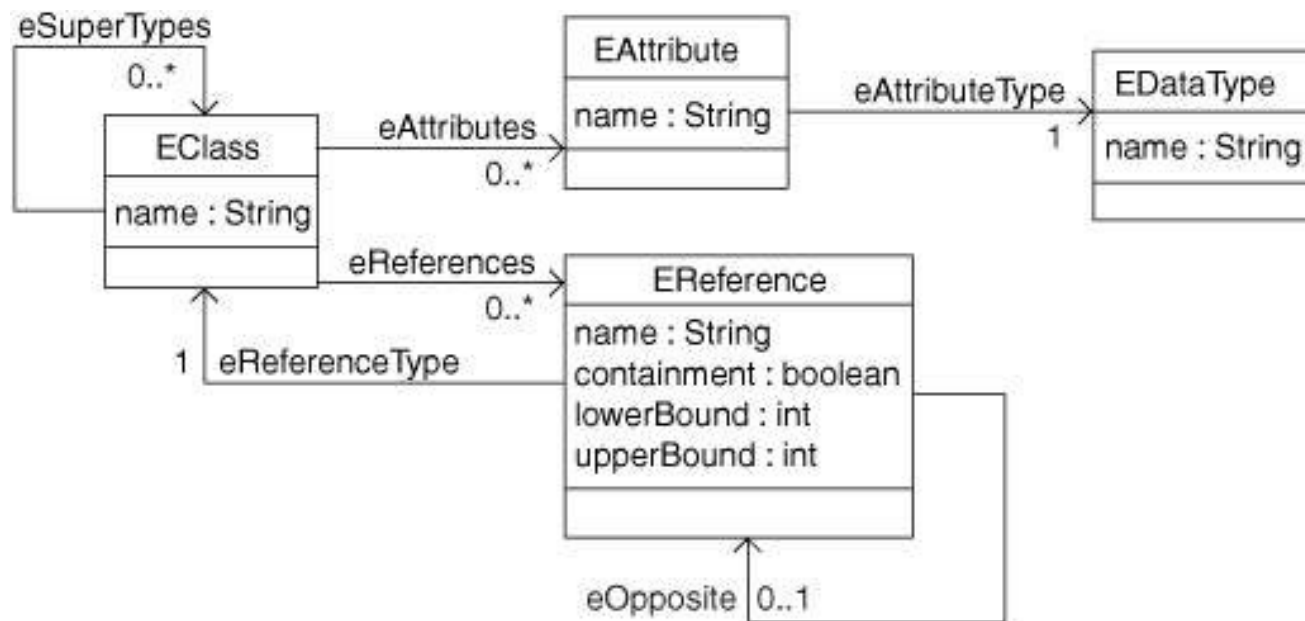 eSuperTypes
0..*
EClass
name : String
eAttributes
0..*
EAttribute
name : String
eAttributeType
1
EDataType
name : String
eReferences
0..*
1
eReferenceType
EReference
name : String
containment : boolean
lowerBound : int
upperBound : int
eOpposite
0..1